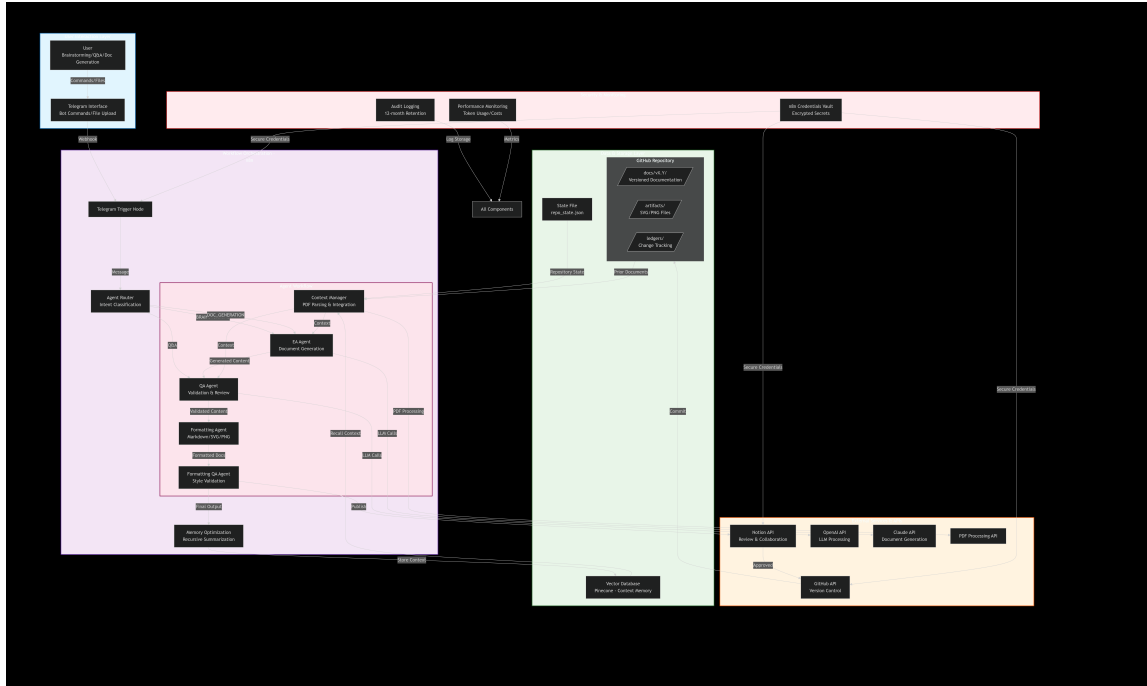 User
Brainstorming/Q&A/Doc
Generation
Commands/Files
Telegram Interface
Bot Commands/File Upload
Webhook
Audit Logging
≤3-month Retention
Performance Monitoring
Token Usage/Costs
n8n Credentials Vault
Encrypted Secrets
Secure Credentials
Log Storage
Metrics
All Components
Telegram Trigger Node
Message
Agent Router
Intent Classification
DOC_GENERATION
Q&A
Context Manager
PDF Parsing & Integration
Context
Context
EA Agent
Document Generation
Generated Content
QA Agent
Validation & Review
Validated Content
Formatting Agent
Markdown/SVG/PNG
Formatted Docs
Formatting QA Agent
Style Validation
Final Output
Memory Optimization
Recursive Summarization
Recall Context
PDF Processing
LLM Calls
LLM Calls
Publish
Store Context
GitHub Repository
docs/vX.Y/
Versioned Documentation
artifacts/
SVG/PNG Files
ledgers/
Change Tracking
State File
repo_state.json
Repository State
Prior Documents
Commit
Vector Database
Pinecone - Context Memory
Secure Credentials
Secure Credentials
Notion API
Review & Collaboration
OpenAI API
LLM Processing
Claude API
Document Generation
PDF Processing API
Approved
GitHub API
Version Control